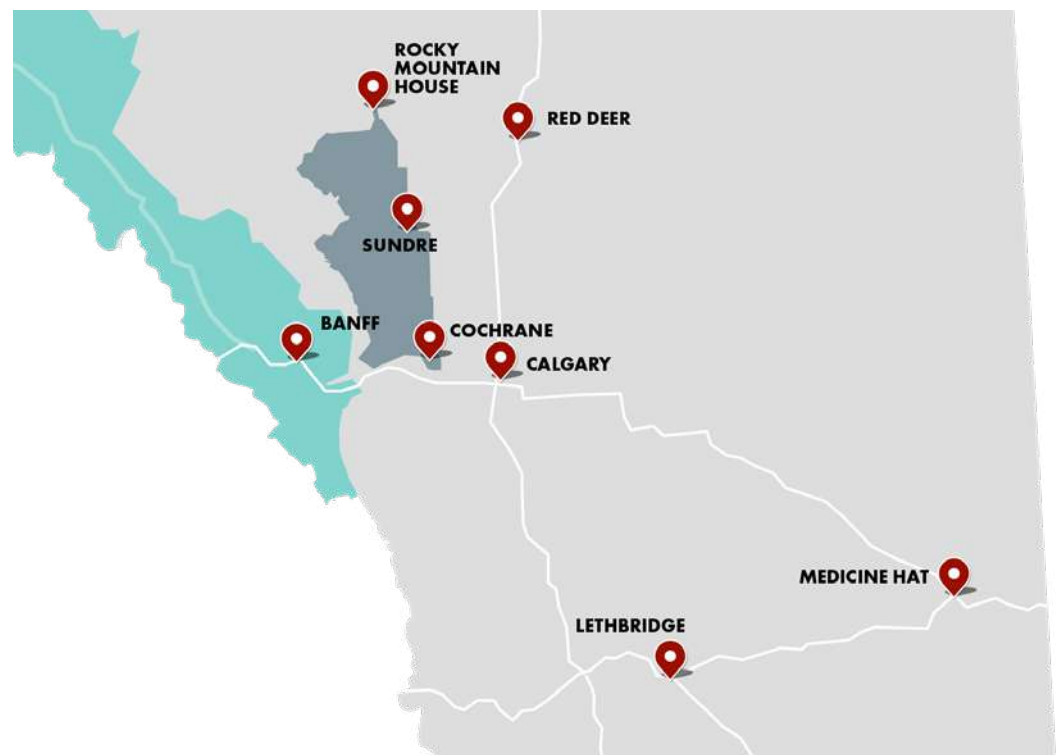 ROCKY
MOUNTAIN
HOUSE
RED DEER
SUNDRE
BANFF
COCHRANE
CALGARY
MEDICINE HAT
LETHBRIDGE